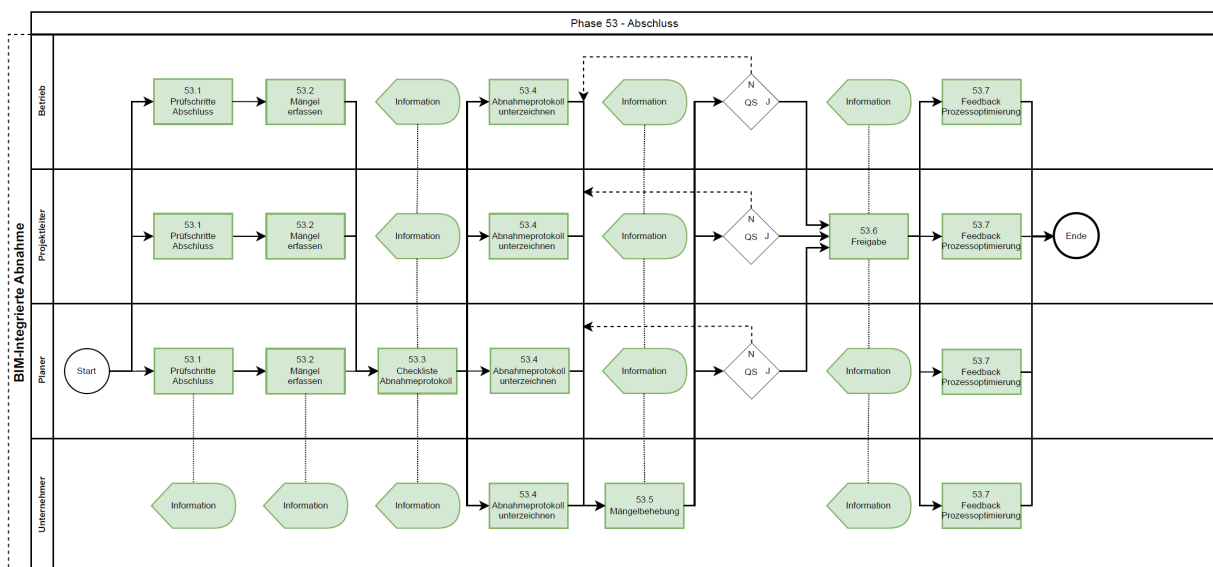 Phase 53 - Abschluss
BIM-Integrierte Abnahme
Betrieb
53.1
Prüfschritte
Abschluss
53.2
Mängel
erfassen
Information
53.4
Abnahmeprotokoll
unterzeichnen
Information
N
QS
J
Information
53.7
Feedback
Prozessoptimierung
Projektleiter
53.1
Prüfschritte
Abschluss
53.2
Mängel
erfassen
Information
53.4
Abnahmeprotokoll
unterzeichnen
Information
N
QS
J
53.6
Freigabe
53.7
Feedback
Prozessoptimierung
Ende
Planer
Start
53.1
Prüfschritte
Abschluss
53.2
Mängel
erfassen
53.3
Checkliste
Abnahmeprotokoll
53.4
Abnahmeprotokoll
unterzeichnen
Information
N
QS
J
Information
53.7
Feedback
Prozessoptimierung
Unternehmer
Information
Information
Information
53.4
Abnahmeprotokoll
unterzeichnen
53.5
Mängelbehebung
Information
53.7
Feedback
Prozessoptimierung